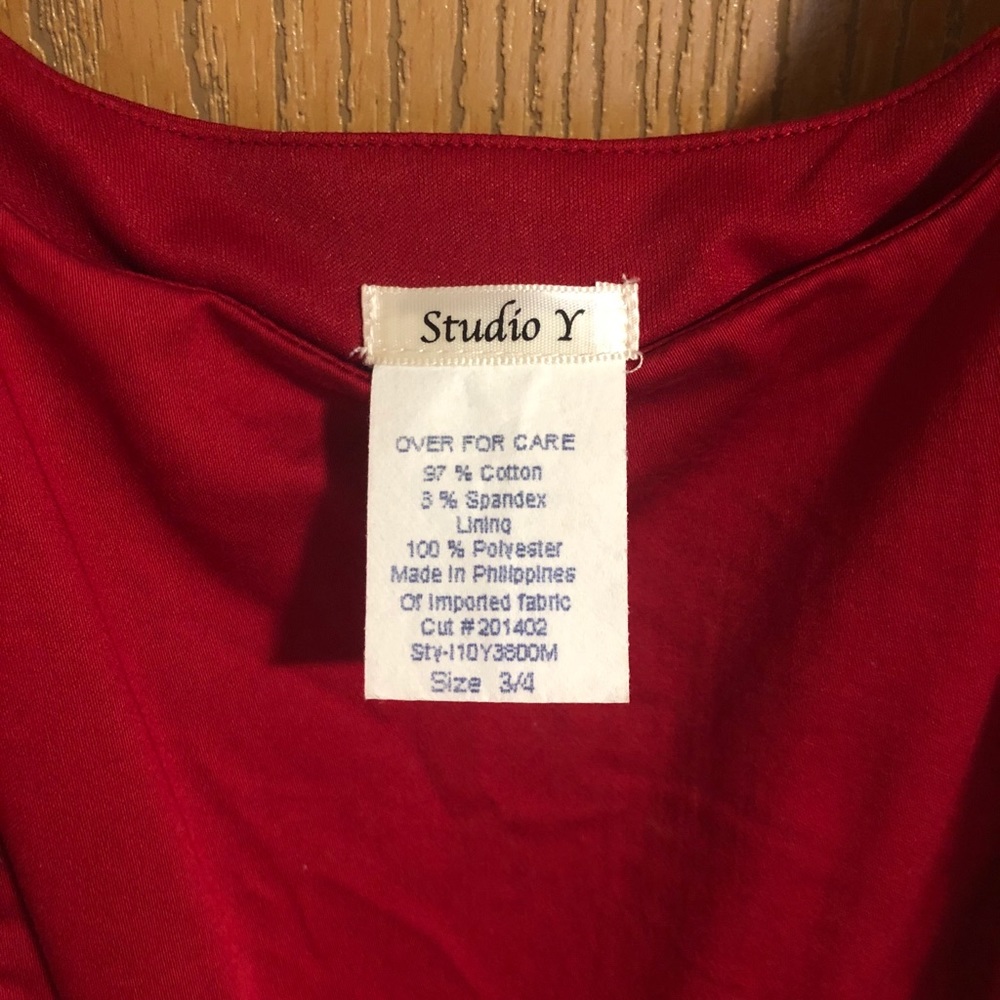 Studio Y
OVER FOR CARE
97 % Cotton
3 % Spandex
Lining
100 % Polyester
Made In Philippines
Of Imported fabric
Cut # 201402
Sty-I10Y3600M
Size 3/4